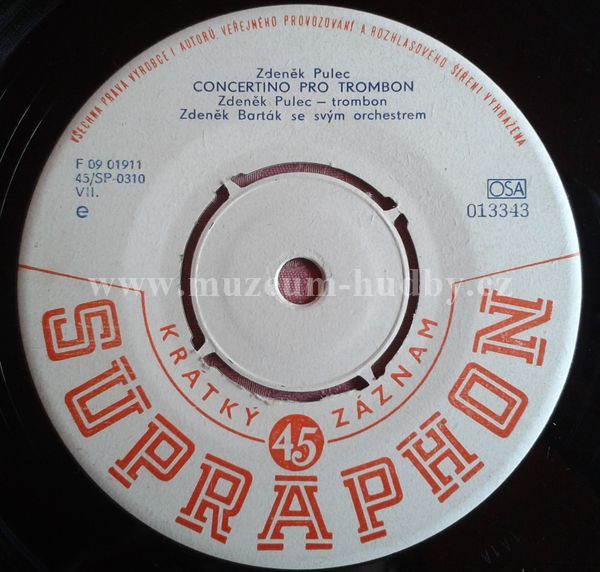 VŠECHNA PRÁVA VÝROBCE I AUTORŮ, VEŘEJNÉHO PROVOZOVÁNÍ A ROZHLASOVÉHO ŠÍŘENÍ VYHRAŽENA
Zdeněk Pulec
CONCERTINO PRO TROMBON
Zdeněk Pulec – trombon
Zdeněk Barták se svým orchestrem
F 09 01911
45/SP-0310
VII.
e
OSA
013343
www.muzeum-hudby.cz
KRÁTKÝ 45 ZÁZNAM
SUPRAPHON